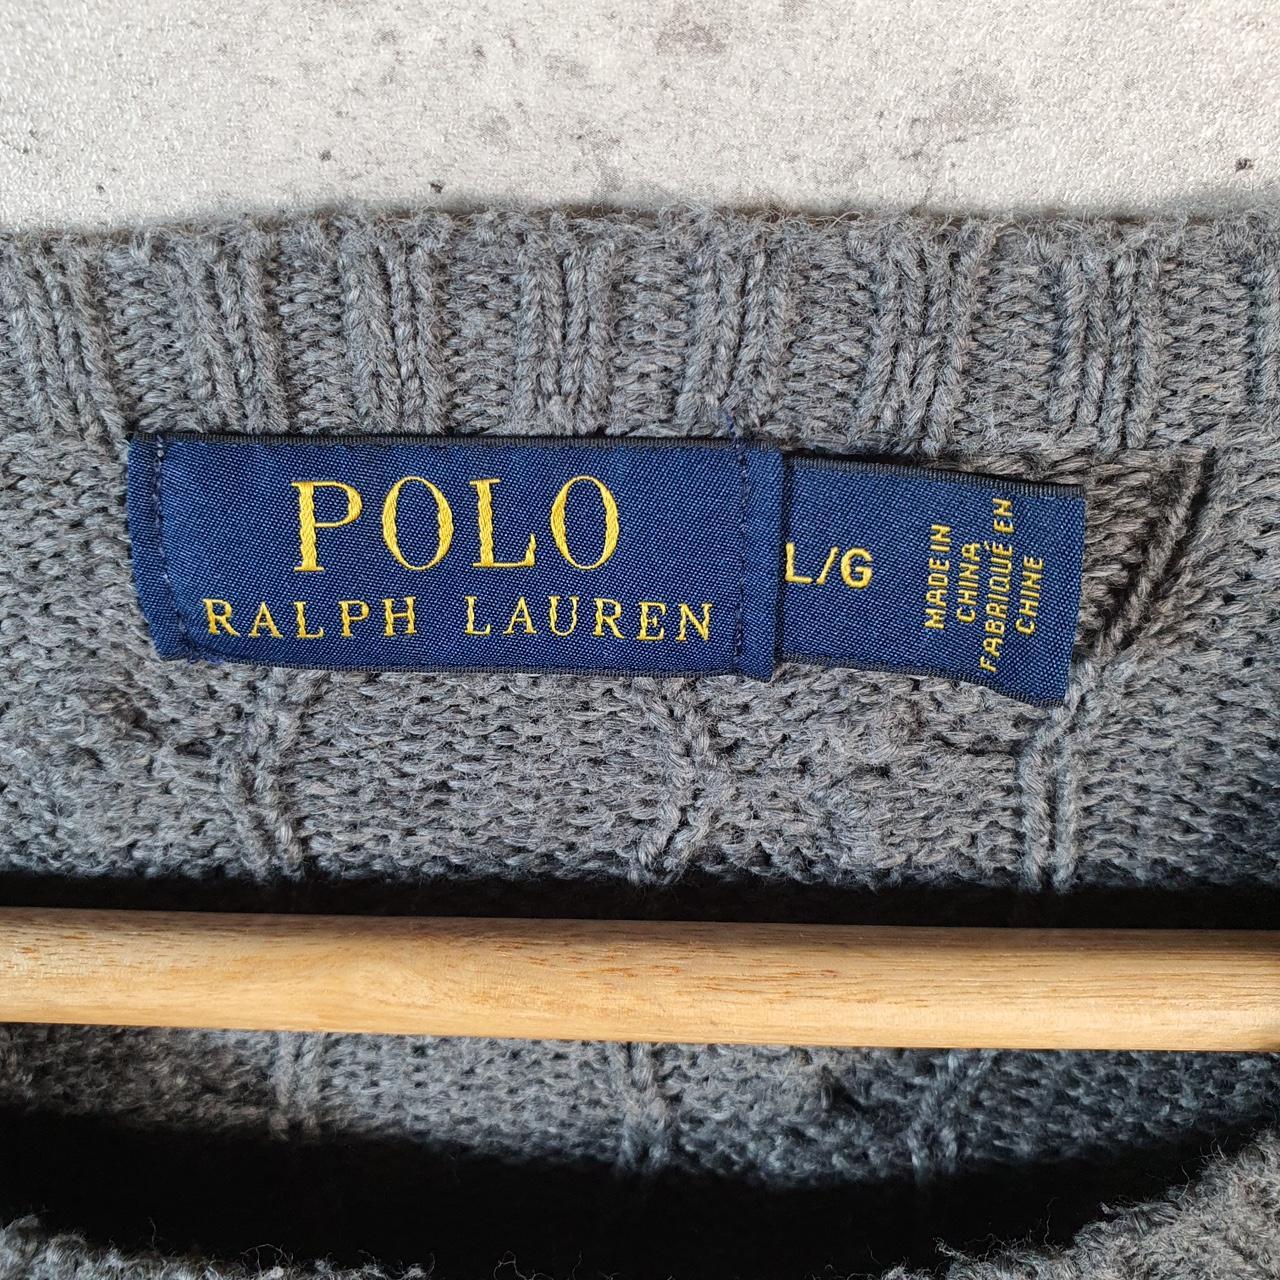 POLO
RALPH LAUREN
L/G
MADE IN
CHINA
FABRIQUÉ EN
CHINE